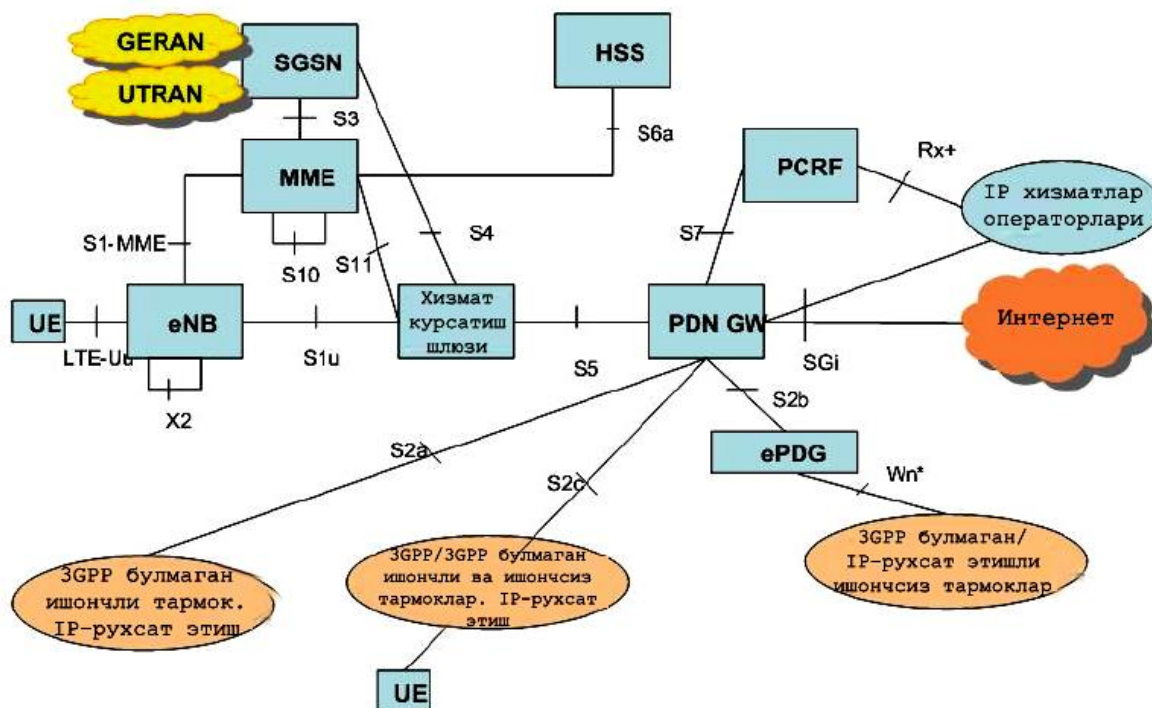 GERAN
SGSN
HSS
UTRAN
S3
S6a
MME
PCRF
Rx+
IP хизматлар
операторлари
S1-MME
S10
S11
S4
S7
UE
eNB
Хизмат
курсатиш
шлюзи
PDN GW
Интернет
LTE-Uu
S1u
S5
SGi
X2
S2b
ePDG
S2a
S2c
Wn*
3GPP булмаган
ишончли тармок.
IP-рухсат этиш
3GPP/3GPP булмаган
ишончли ва ишончсиз
тармоклар. IP-рухсат
этиш
3GPP булмаган/
IP-рухсат этишли
ишончсиз тармоклар
UE